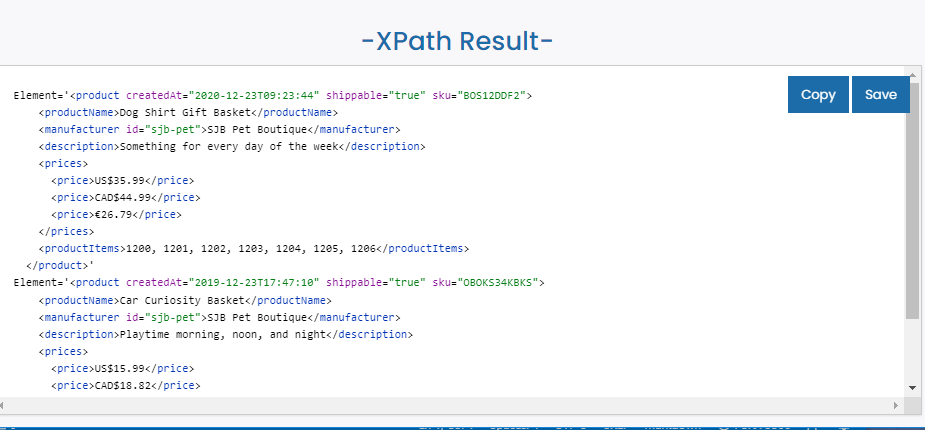 -XPath Result-
Copy
Save
Element='<product createdAt="2020-12-23T09:23:44" shippable="true" sku="BOS12DDF2">
<productName>Dog Shirt Gift Basket</productName>
<manufacturer id="sjb-pet">SJB Pet Boutique</manufacturer>
<description>Something for every day of the week</description>
<prices>
<price>US$35.99</price>
<price>CAD$44.99</price>
<price>€26.79</price>
</prices>
<productItems>1200, 1201, 1202, 1203, 1204, 1205, 1206</productItems>
</product>'
Element='<product createdAt="2019-12-23T17:47:10" shippable="true" sku="OBOKS34KBKS">
<productName>Car Curiosity Basket</productName>
<manufacturer id="sjb-pet">SJB Pet Boutique</manufacturer>
<description>Playtime morning, noon, and night</description>
<prices>
<price>US$15.99</price>
<price>CAD$18.82</price>